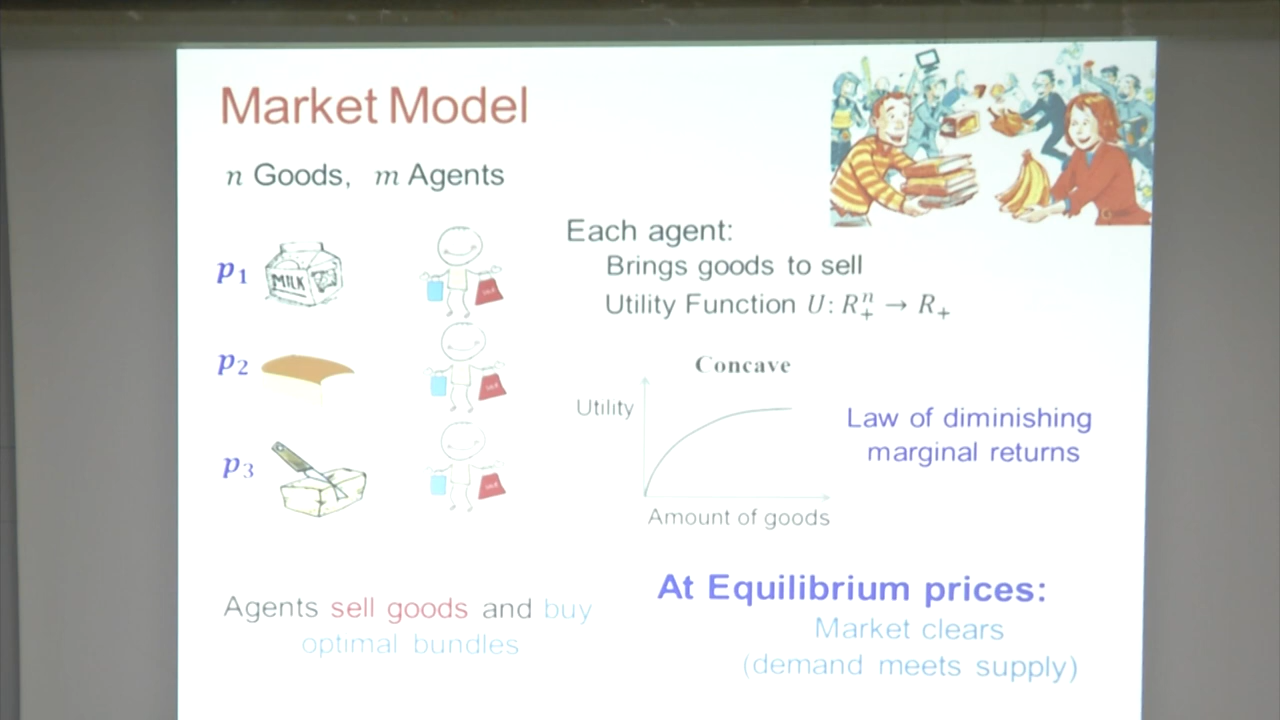 Market Model
n Goods, m Agents
p₁
MILK
p₂
p₃
Each agent:
Brings goods to sell
Utility Function U: R₊ⁿ → R₊
Concave
Utility
Amount of goods
Law of diminishing
marginal returns
Agents sell goods and buy
optimal bundles
At Equilibrium prices:
Market clears
(demand meets supply)